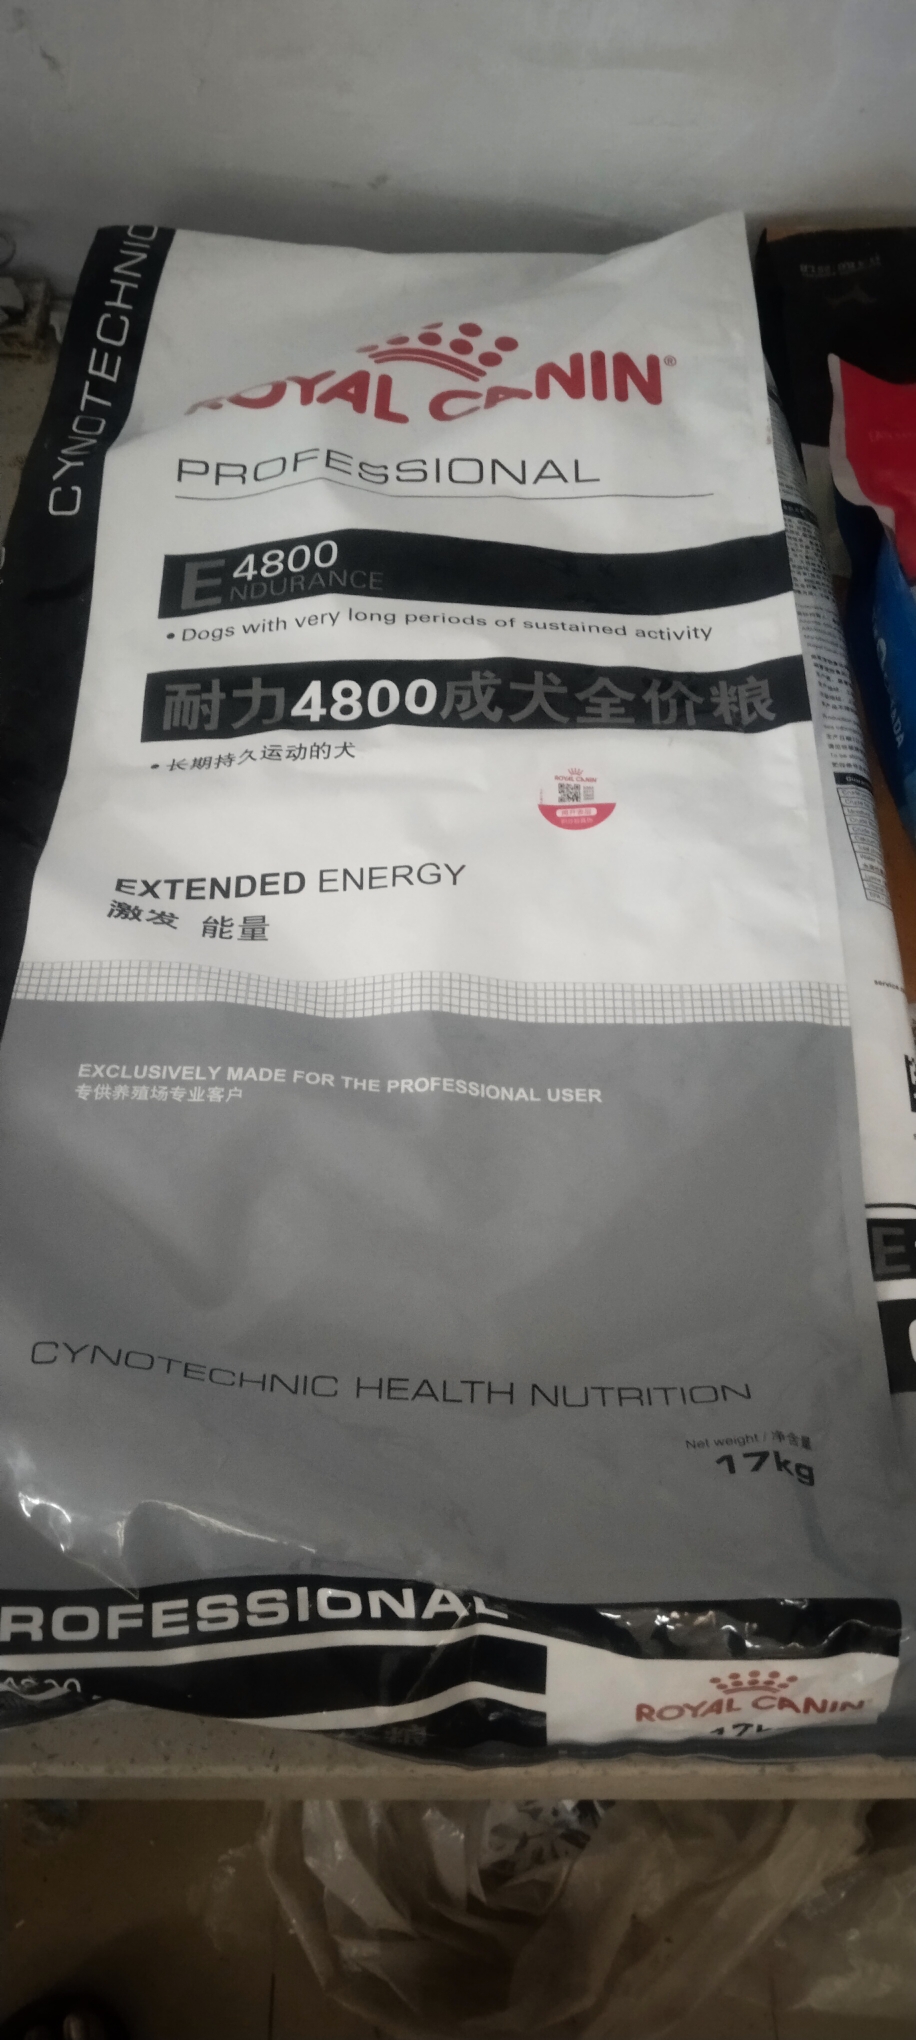 CYNOTECHNIC
ROYAL CANIN®
PROFESSIONAL
E 4800
NDURANCE
• Dogs with very long periods of sustained activity
耐力4800成犬全价粮
• 长期持久运动的犬
ROYAL CANIN
EXTENDED ENERGY
激发 能量
EXCLUSIVELY MADE FOR THE PROFESSIONAL USER
专供养殖场专业客户
CYNOTECHNIC HEALTH NUTRITION
Net weight / 净含量
17kg
ROFESSIONAL
ROYAL CANIN
E